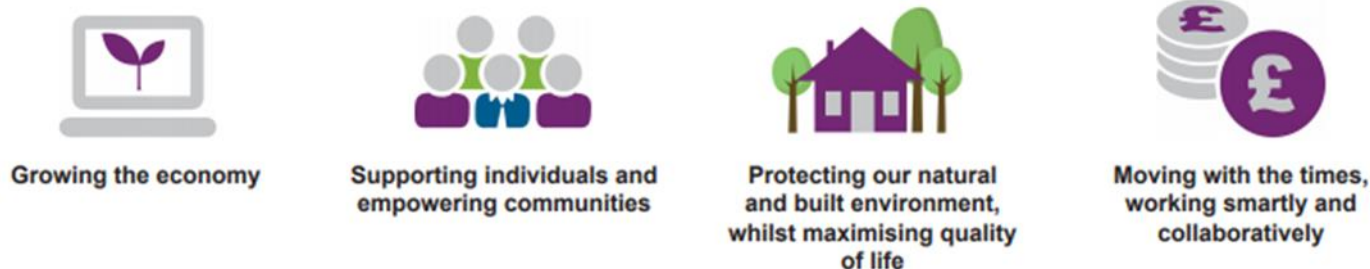 £
£
Growing the economy
Supporting individuals and
empowering communities
Protecting our natural
and built environment,
whilst maximising quality
of life
Moving with the times,
working smartly and
collaboratively